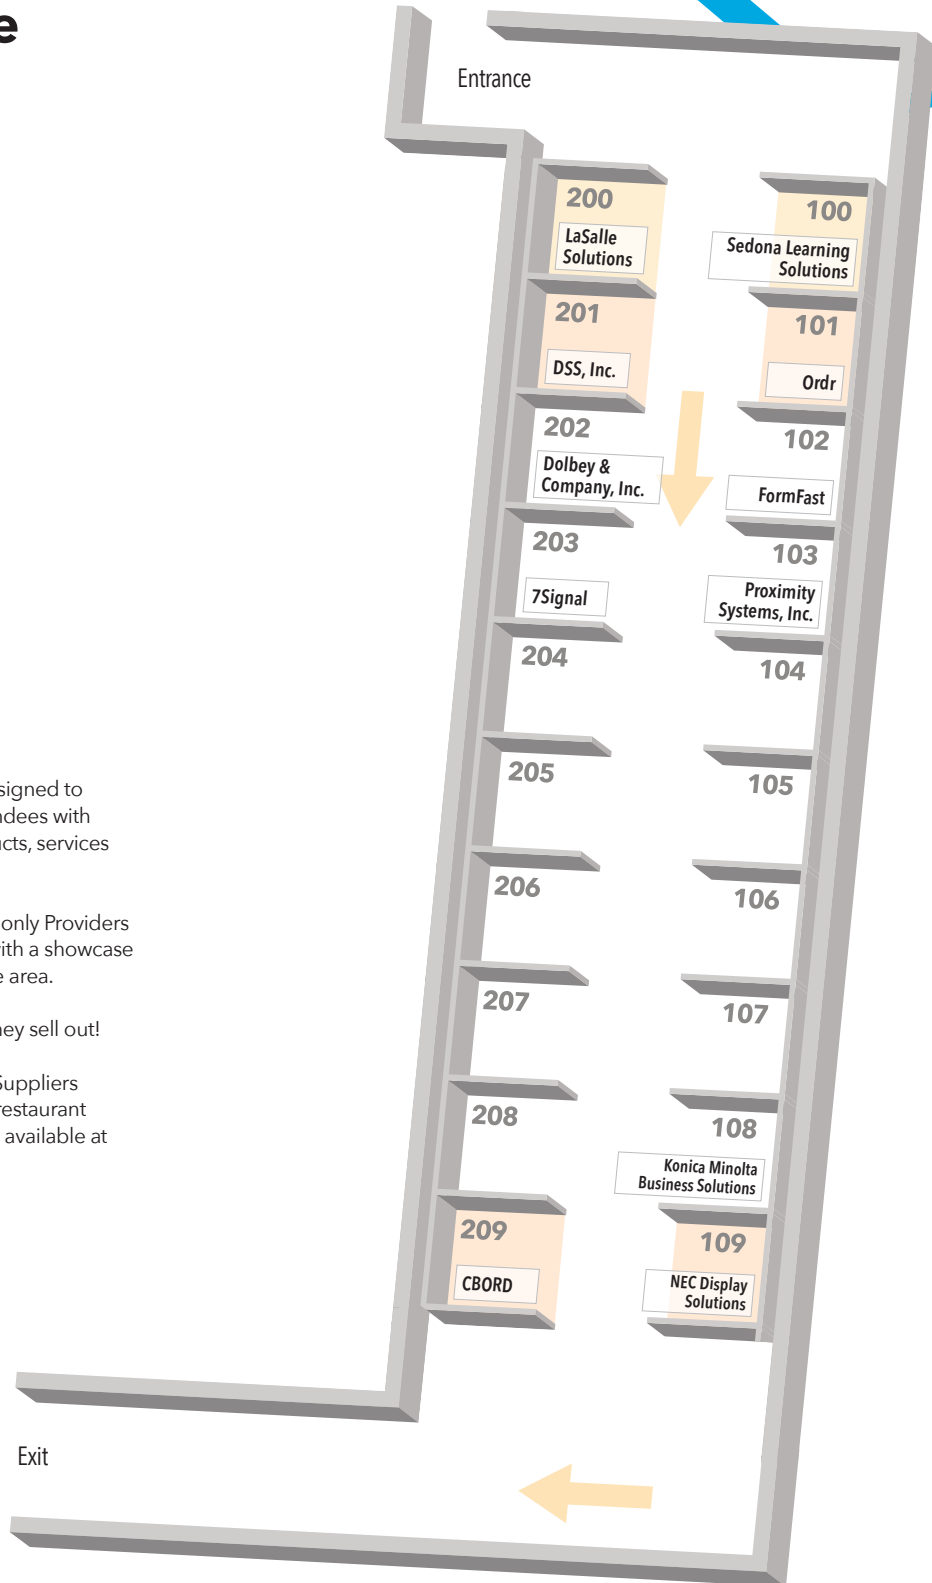 e
Entrance
200
LaSalle
Solutions
100
Sedona Learning
Solutions
201
DSS, Inc.
101
Ordr
202
Dolbey &
Company, Inc.
102
FormFast
203
7Signal
103
Proximity
Systems, Inc.
204
104
205
105
206
106
207
107
208
108
Konica Minolta
Business Solutions
209
CBORD
109
NEC Display
Solutions
signed to
ndees with
ucts, services
only Providers
with a showcase
e area.
ney sell out!
Suppliers
restaurant
available at
Exit